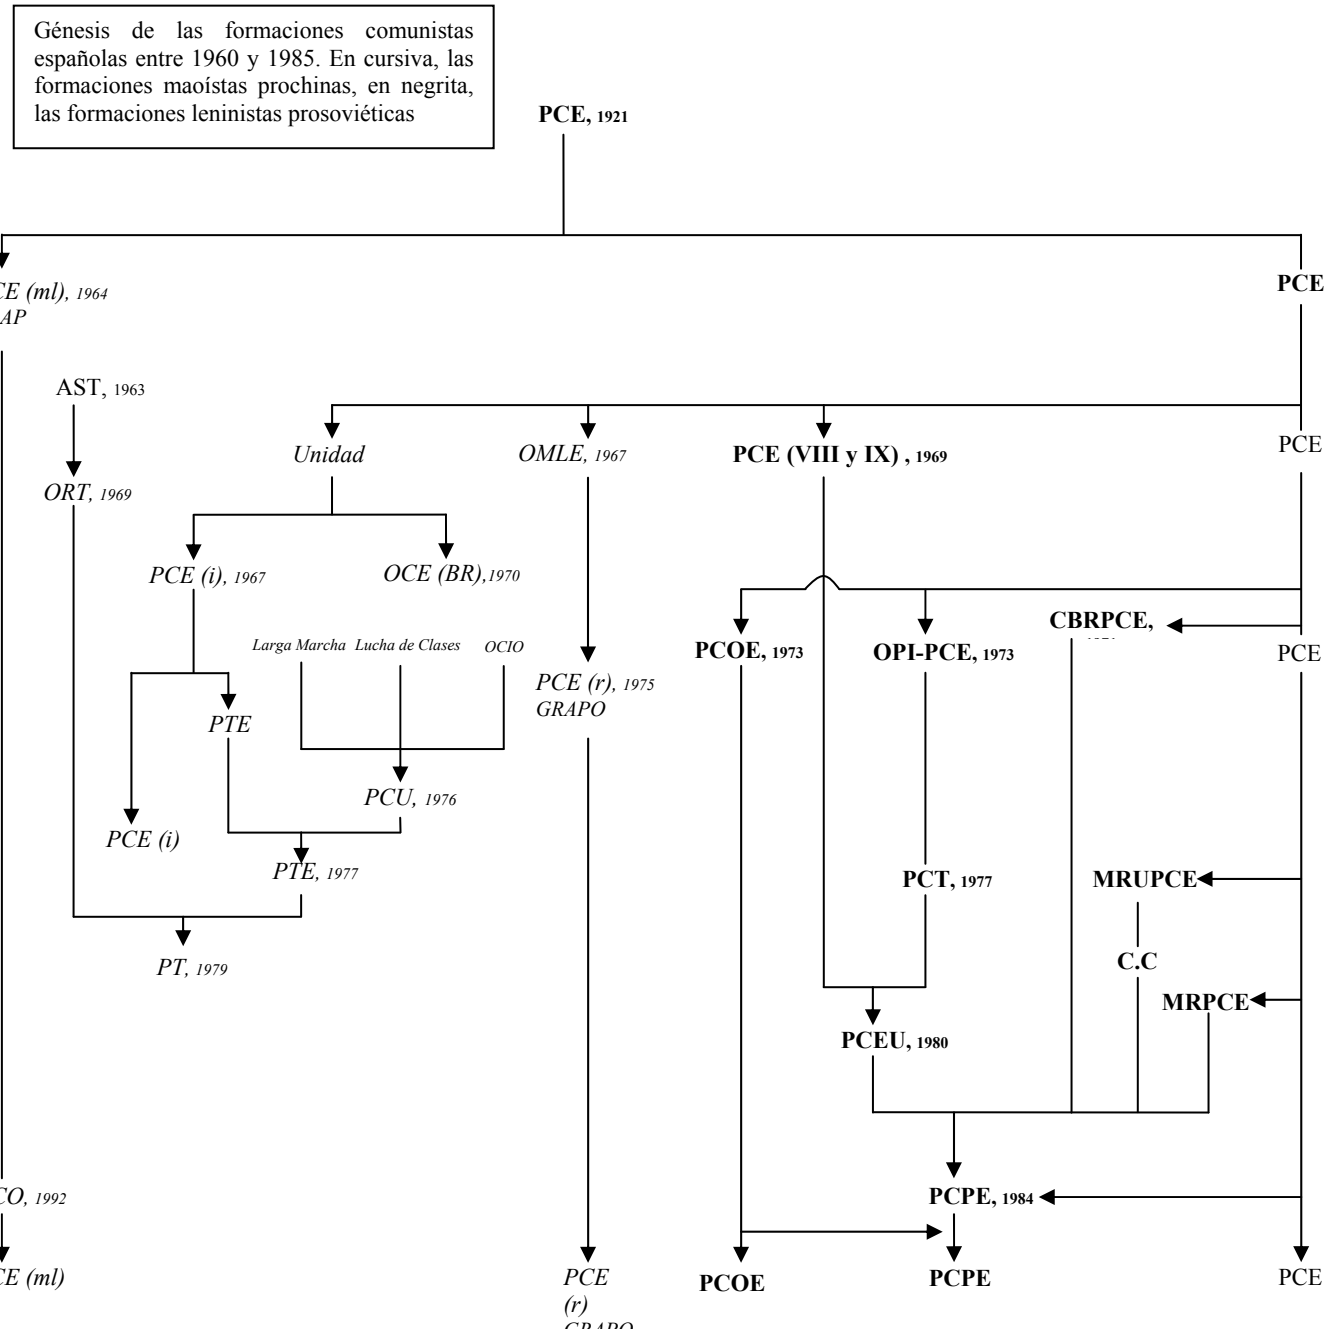 Génesis de las formaciones comunistas
españolas entre 1960 y 1985. En cursiva, las
formaciones maoístas prochinas, en negrita,
las formaciones leninistas prosoviéticas
PCE, 1921
CE (ml), 1964
AP
PCE
AST, 1963
Unidad
OMLE, 1967
PCE (VIII y IX) , 1969
PCE
ORT, 1969
PCE (i), 1967
OCE (BR),1970
CBRPCE,
Larga Marcha
Lucha de Clases
OCIO
PCOE, 1973
OPI-PCE, 1973
PCE
PCE (r), 1975
GRAPO
PTE
PCU, 1976
PCE (i)
PTE, 1977
PCT, 1977
MRUPCE
PT, 1979
C.C
MRPCE
PCEU, 1980
CO, 1992
PCPE, 1984
CE (ml)
PCE
(r)
GRAPO
PCOE
PCPE
PCE